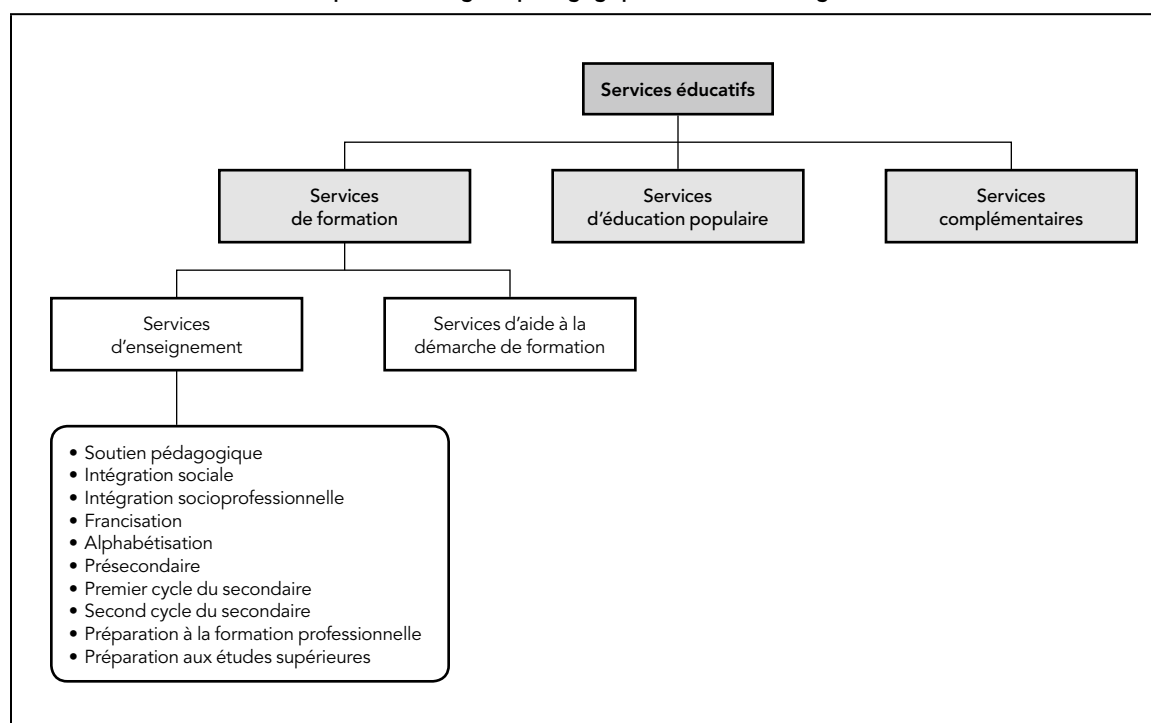 Services éducatifs
Services
de formation
Services
d'éducation populaire
Services
complémentaires
Services
d'enseignement
Services d'aide à la
démarche de formation
• Soutien pédagogique
• Intégration sociale
• Intégration socioprofessionnelle
• Francisation
• Alphabétisation
• Présecondaire
• Premier cycle du secondaire
• Second cycle du secondaire
• Préparation à la formation professionnelle
• Préparation aux études supérieures